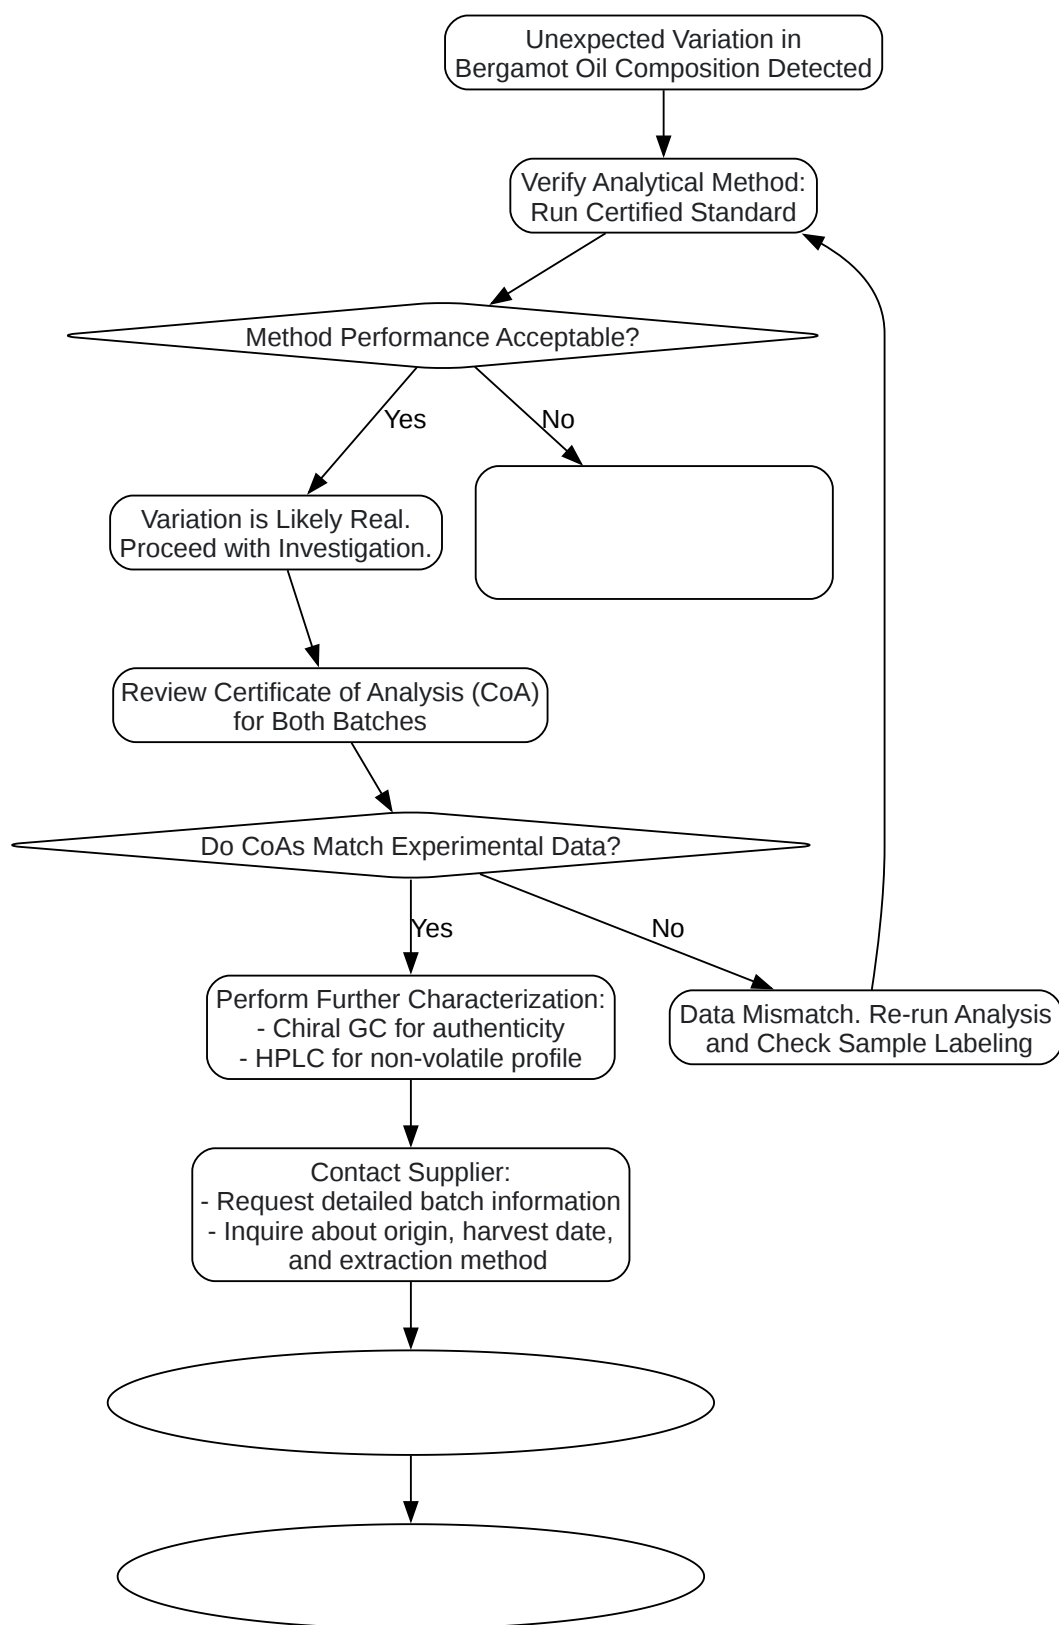 Unexpected Variation in
Bergamot Oil Composition Detected
Verify Analytical Method:
Run Certified Standard
Method Performance Acceptable?
Yes
No
Variation is Likely Real.
Proceed with Investigation.
Review Certificate of Analysis (CoA)
for Both Batches
Do CoAs Match Experimental Data?
Yes
No
Perform Further Characterization:
- Chiral GC for authenticity
- HPLC for non-volatile profile
Data Mismatch. Re-run Analysis
and Check Sample Labeling
Contact Supplier:
- Request detailed batch information
- Inquire about origin, harvest date,
and extraction method